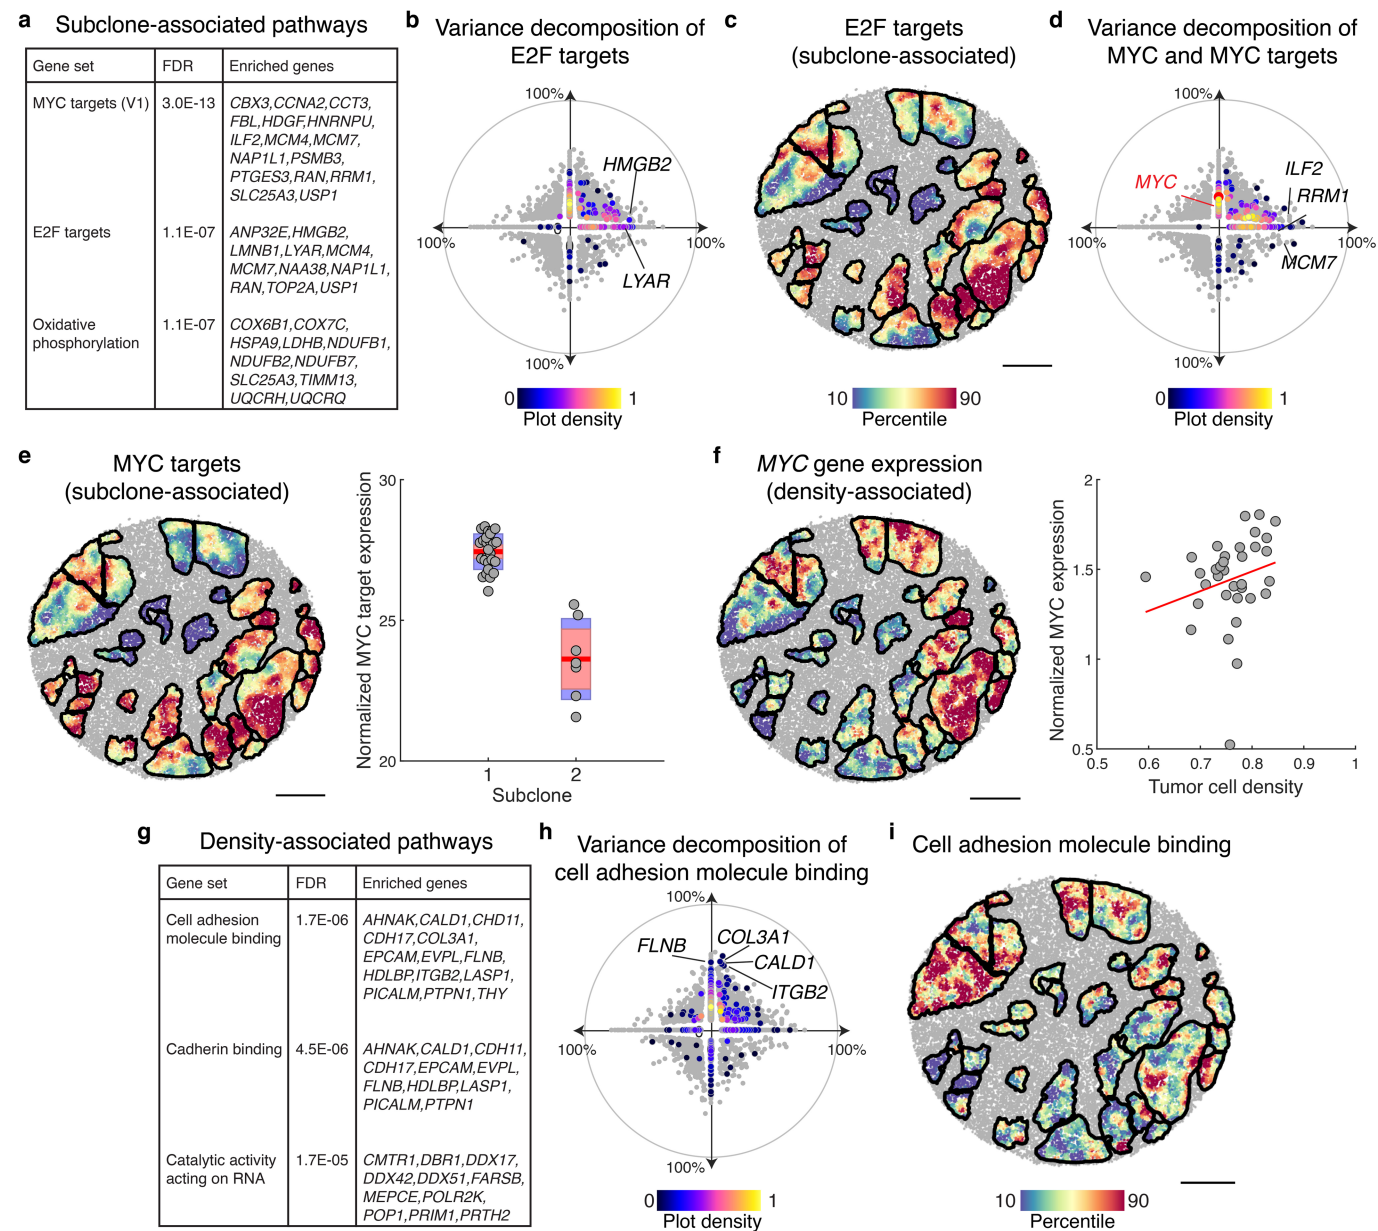 a Subclone-associated pathways
Gene set FDR Enriched genes
MYC targets (V1) 3.0E-13 CBX3,CCNA2,CCT3,
FBL,HDGF,HNRNPU,
ILF2,MCM4,MCM7,
NAP1L1,PSMB3,
PTGES3,RAN,RRM1,
SLC25A3,USP1
E2F targets 1.1E-07 ANP32E,HMGB2,
LMNB1,LYAR,MCM4,
MCM7,NAA38,NAP1L1,
RAN,TOP2A,USP1
Oxidative 1.1E-07 COX6B1,COX7C,
phosphorylation HSPA9,LDHB,NDUFB1,
NDUFB2,NDUFB7,
SLC25A3,TIMM13,
UQCRH,UQCRQ
b Variance decomposition of
E2F targets
100%
HMGB2
0
100% 100%
LYAR
100%
0 1
Plot density
c E2F targets
(subclone-associated)
10 90
Percentile
d Variance decomposition of
MYC and MYC targets
100%
MYC
ILF2
RRM1
100% 100%
MCM7
100%
0 1
Plot density
e MYC targets
(subclone-associated)
Normalized MYC target expression
30
25
20
1 2
Subclone
f MYC gene expression
(density-associated)
Normalized MYC expression
2
1.5
1
0.5
0.5 0.6 0.7 0.8 0.9 1
Tumor cell density
g Density-associated pathways
Gene set FDR Enriched genes
Cell adhesion 1.7E-06 AHNAK,CALD1,CHD11,
molecule binding CDH17,COL3A1,
EPCAM,EVPL,FLNB,
HDLBP,ITGB2,LASP1,
PICALM,PTPN1,THY
Cadherin binding 4.5E-06 AHNAK,CALD1,CDH11,
CDH17,EPCAM,EVPL,
FLNB,HDLBP,LASP1,
PICALM,PTPN1
Catalytic activity 1.7E-05 CMTR1,DBR1,DDX17,
acting on RNA DDX42,DDX51,FARSB,
MEPCE,POLR2K,
POP1,PRIM1,PRTH2
h Variance decomposition of
cell adhesion molecule binding
100%
FLNB
COL3A1
CALD1
ITGB2
0
100% 100%
100%
0 1
Plot density
i Cell adhesion molecule binding
10 90
Percentile